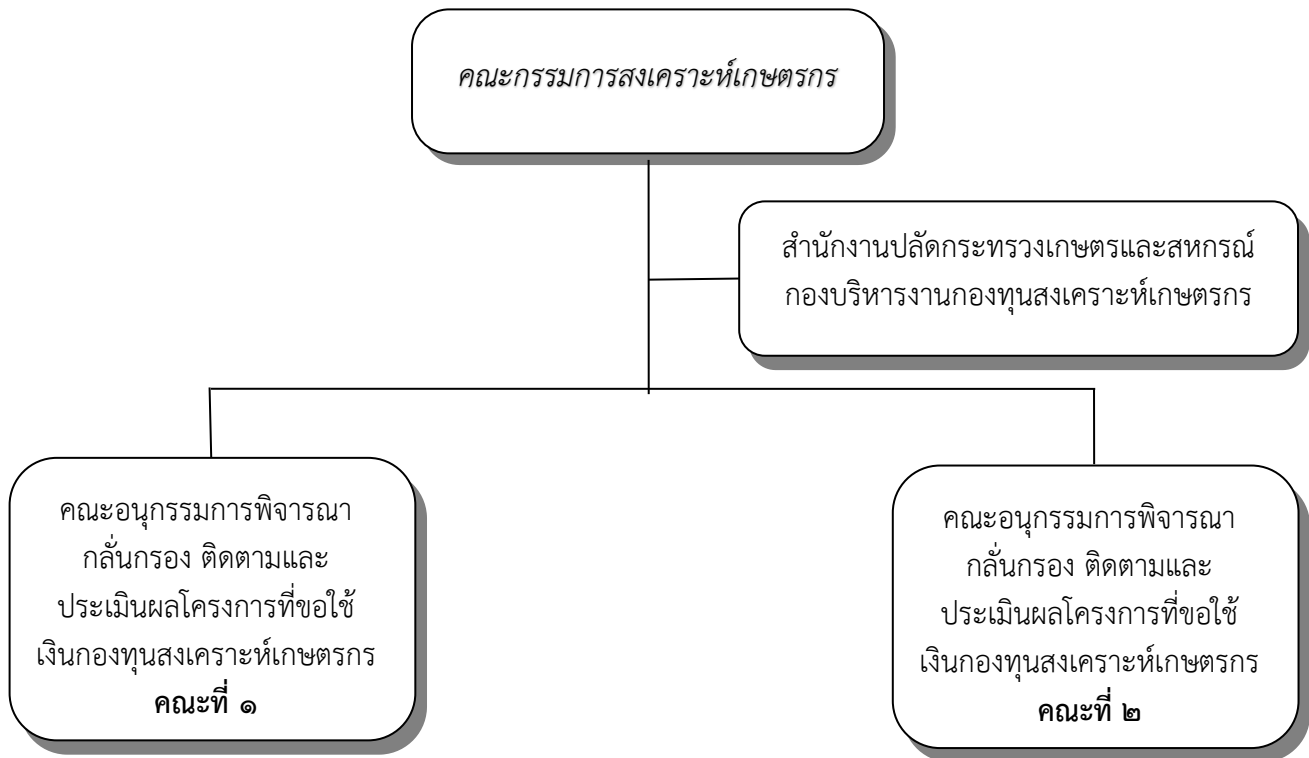 คณะกรรมการสงเคราะห์เกษตรกร
สำนักงานปลัดกระทรวงเกษตรและสหกรณ์
กองบริหารงานกองทุนสงเคราะห์เกษตรกร
คณะอนุกรรมการพิจารณา
กลั่นกรอง ติดตามและ
ประเมินผลโครงการที่ขอใช้
เงินกองทุนสงเคราะห์เกษตรกร
คณะที่ ๑
คณะอนุกรรมการพิจารณา
กลั่นกรอง ติดตามและ
ประเมินผลโครงการที่ขอใช้
เงินกองทุนสงเคราะห์เกษตรกร
คณะที่ ๒